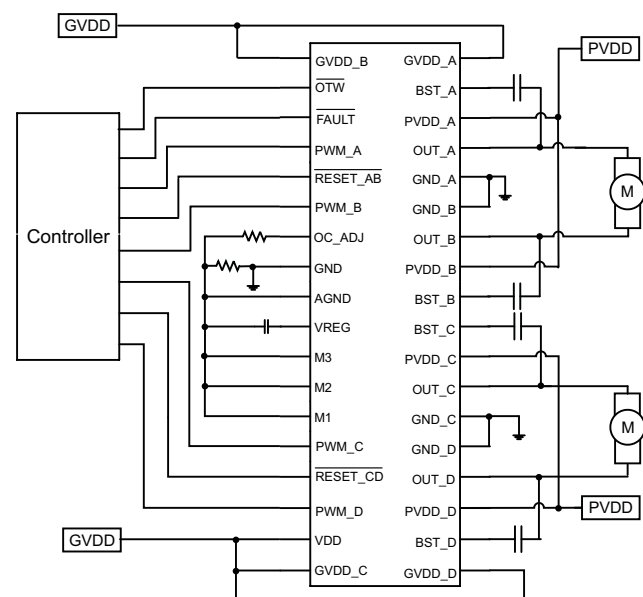 GVDD
PVDD
GVDD_B
GVDD_A
OTW
BST_A
FAULT
PVDD_A
PWM_A
OUT_A
RESET_AB
GND_A
PWM_B
GND_B
M
Controller
OC_ADJ
OUT_B
GND
PVDD_B
AGND
BST_B
VREG
BST_C
M3
PVDD_C
M2
OUT_C
M1
GND_C
M
PWM_C
GND_D
RESET_CD
OUT_D
PWM_D
PVDD_D
PVDD
GVDD
VDD
BST_D
GVDD_C
GVDD_D